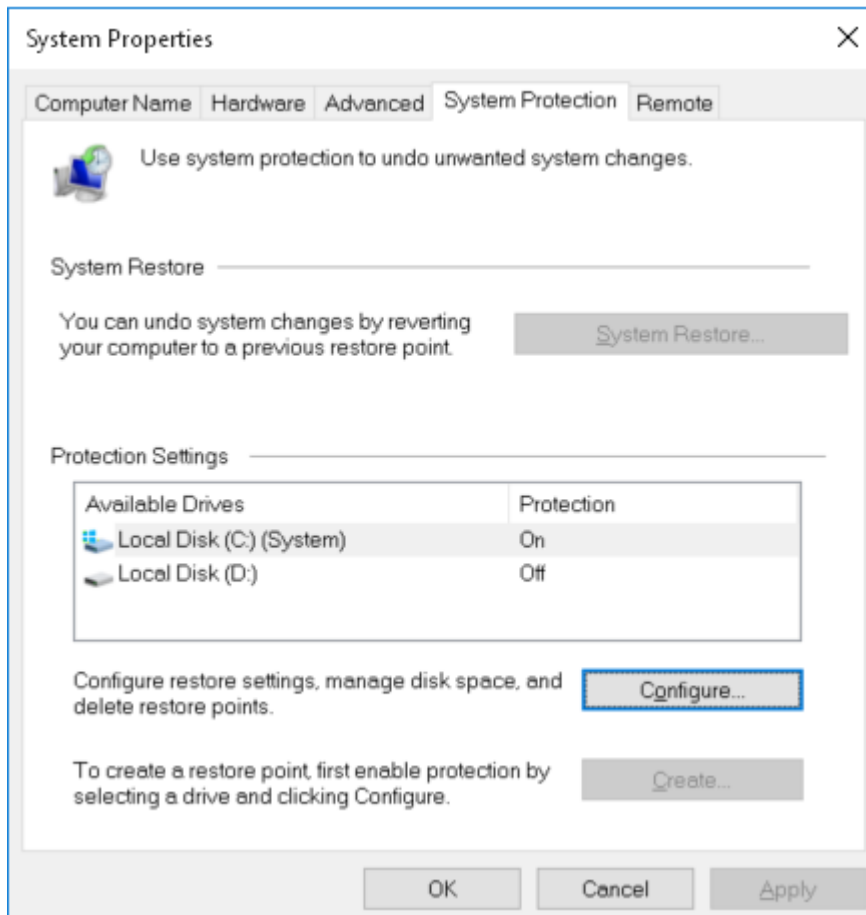 System Properties
Computer Name Hardware Advanced System Protection Remote
Use system protection to undo unwanted system changes.
System Restore
You can undo system changes by reverting
your computer to a previous restore point.
System Restore...
Protection Settings
Available Drives Protection
Local Disk (C:) (System) On
Local Disk (D:) Off
Configure restore settings, manage disk space, and
delete restore points.
Configure...
To create a restore point, first enable protection by
selecting a drive and clicking Configure.
Create...
OK Cancel Apply